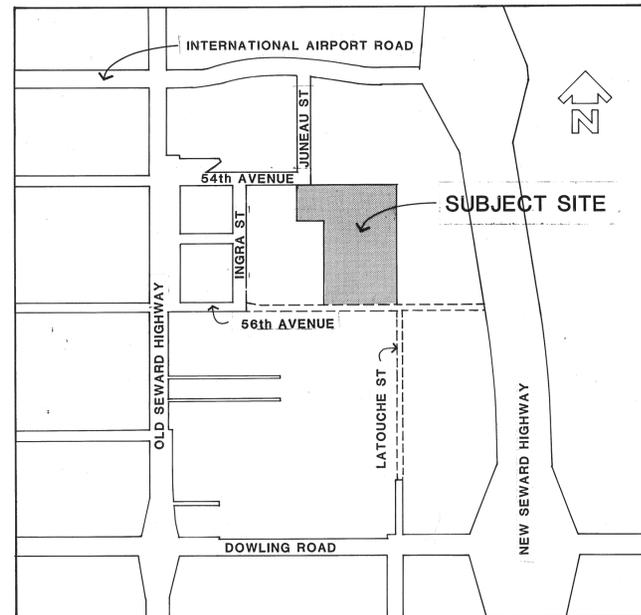 INTERNATIONAL AIRPORT ROAD
JUNEAU ST
N
54th AVENUE
SUBJECT SITE
INGRA ST
56th AVENUE
OLD SEWARD HIGHWAY
LATOUCHE ST
NEW SEWARD HIGHWAY
DOWLING ROAD